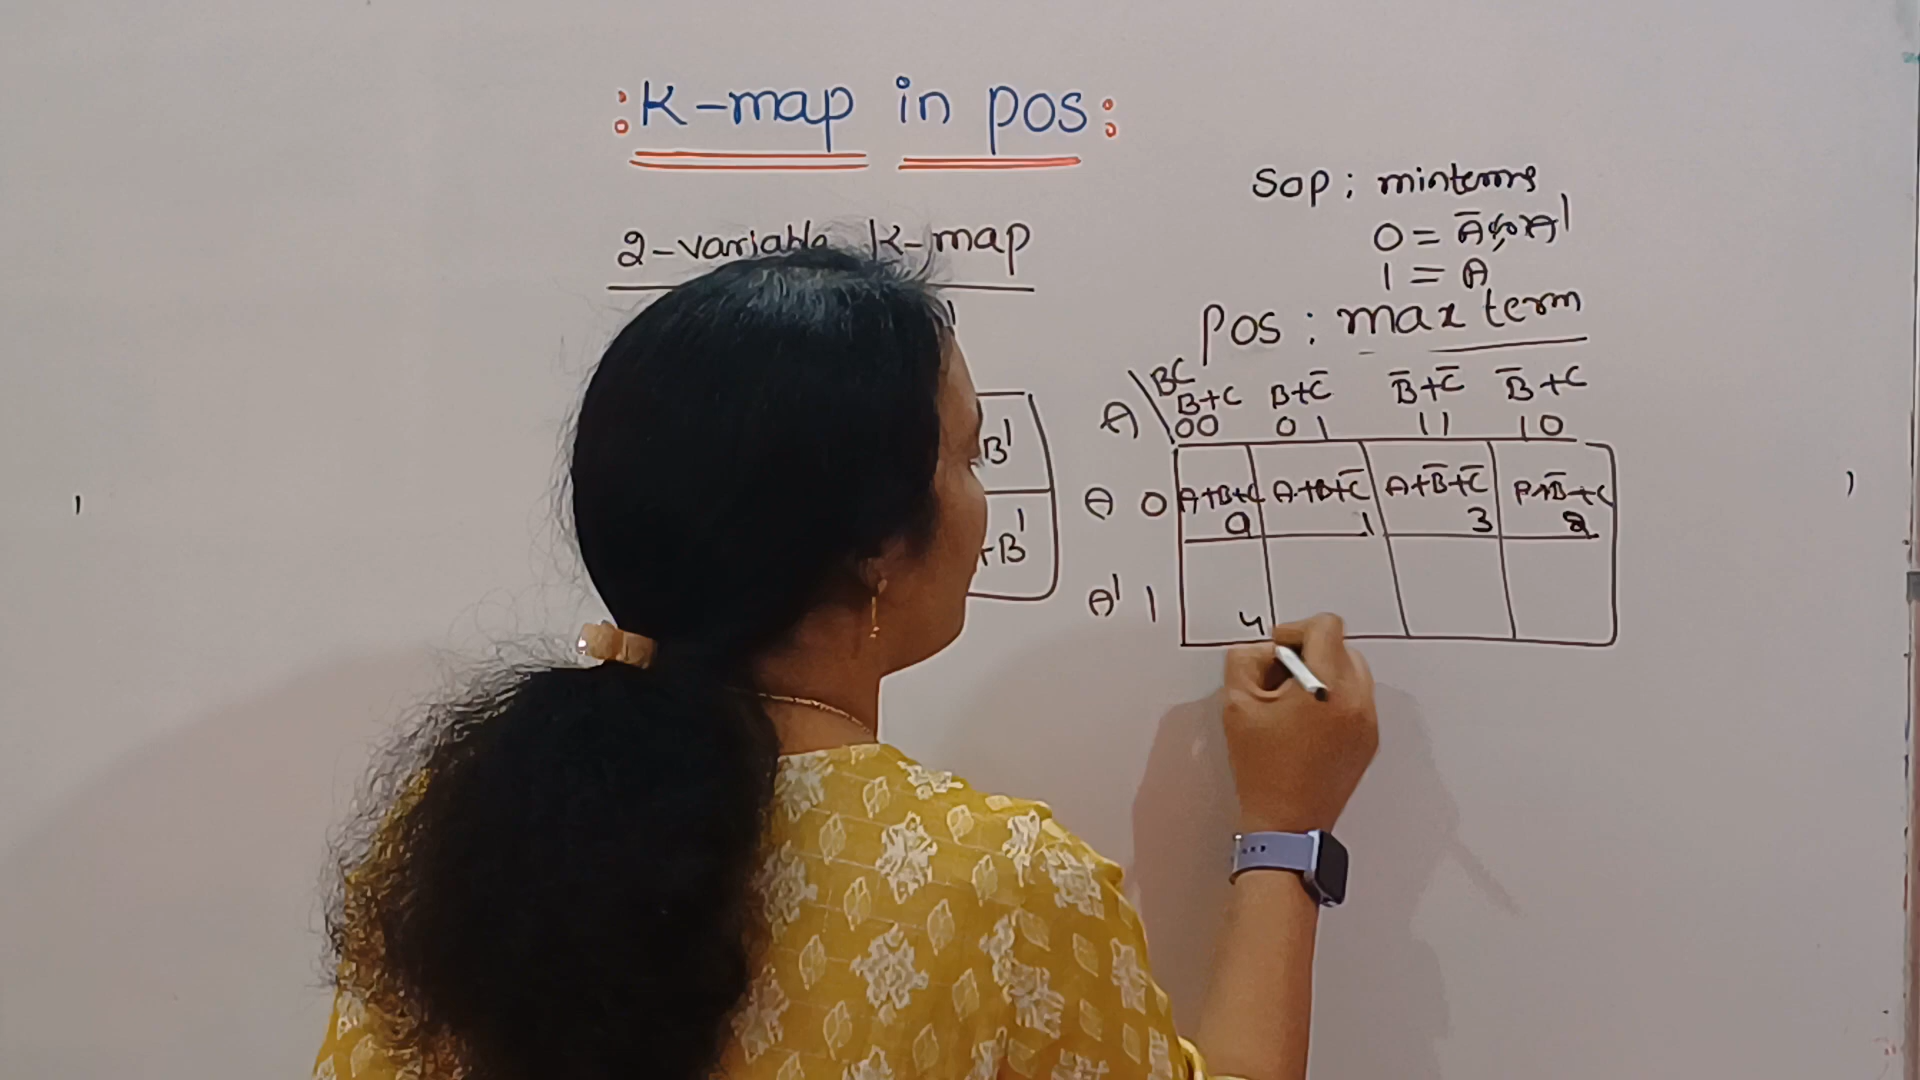 :K-map in pos:
Sop : minterms
0 = A̅ (or) A'
1 = A
2-variable K-map
pos : max term
A \ BC
B+C B+C̅ B̅+C̅ B̅+C
00 01 11 10
A 0 A+B+C A+B+C̅ A+B̅+C̅ A+B̅+C
0 1 3 2
A' 1
4
B'
+B'